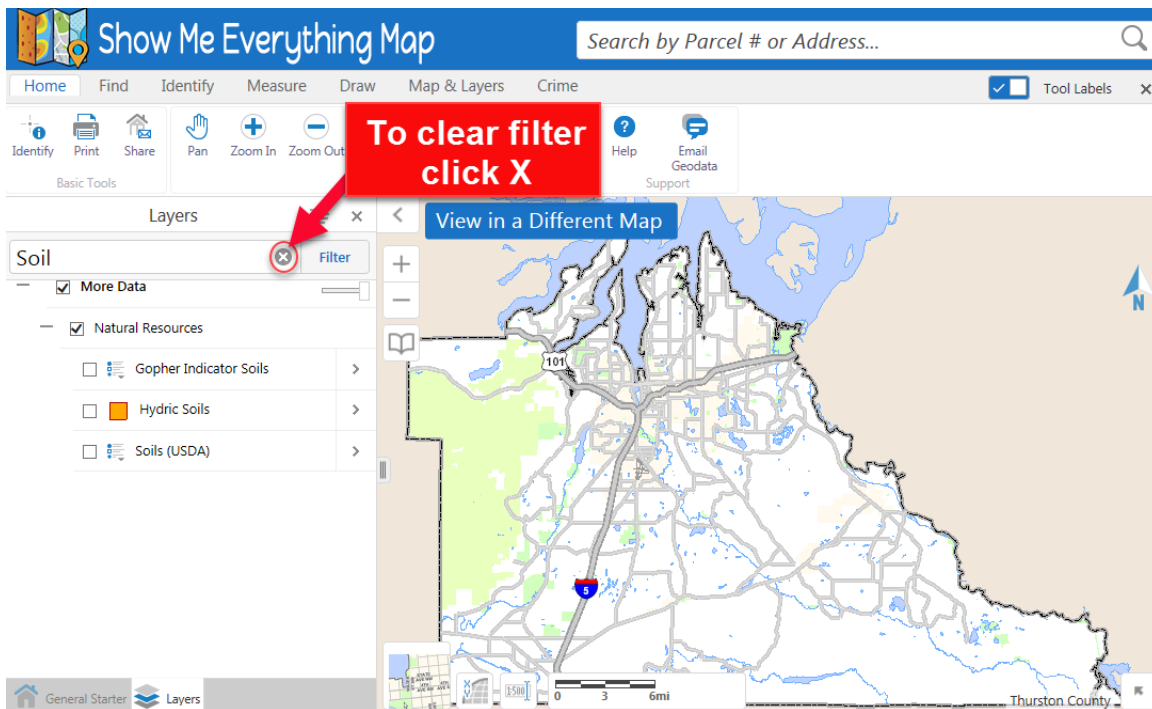 Show Me Everything Map
Search by Parcel # or Address...
Home Find Identify Measure Draw Map & Layers Crime Tool Labels
To clear filter
click X
Identify Print Share Pan Zoom In Zoom Out Help Email
Geodata
Basic Tools Support
Layers
View in a Different Map
Soil Filter
More Data
Natural Resources
Gopher Indicator Soils
Hydric Soils
Soils (USDA)
101
5
N
1:500
0 3 6mi
General Starter Layers
Thurston County